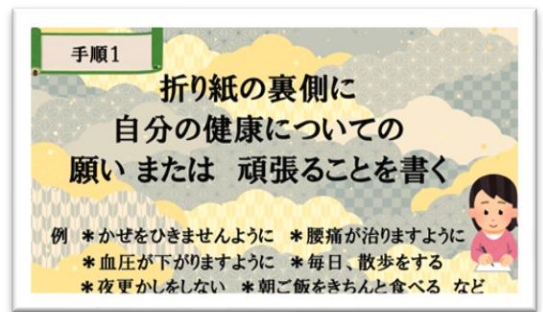 手順1
折り紙の裏側に
自分の健康についての
願い または 頑張ることを書く
例 ＊かぜをひきませんように ＊腰痛が治りますように
＊血圧が下がりますように ＊毎日、散歩をする
＊夜更かしをしない ＊朝ご飯をきちんと食べる など